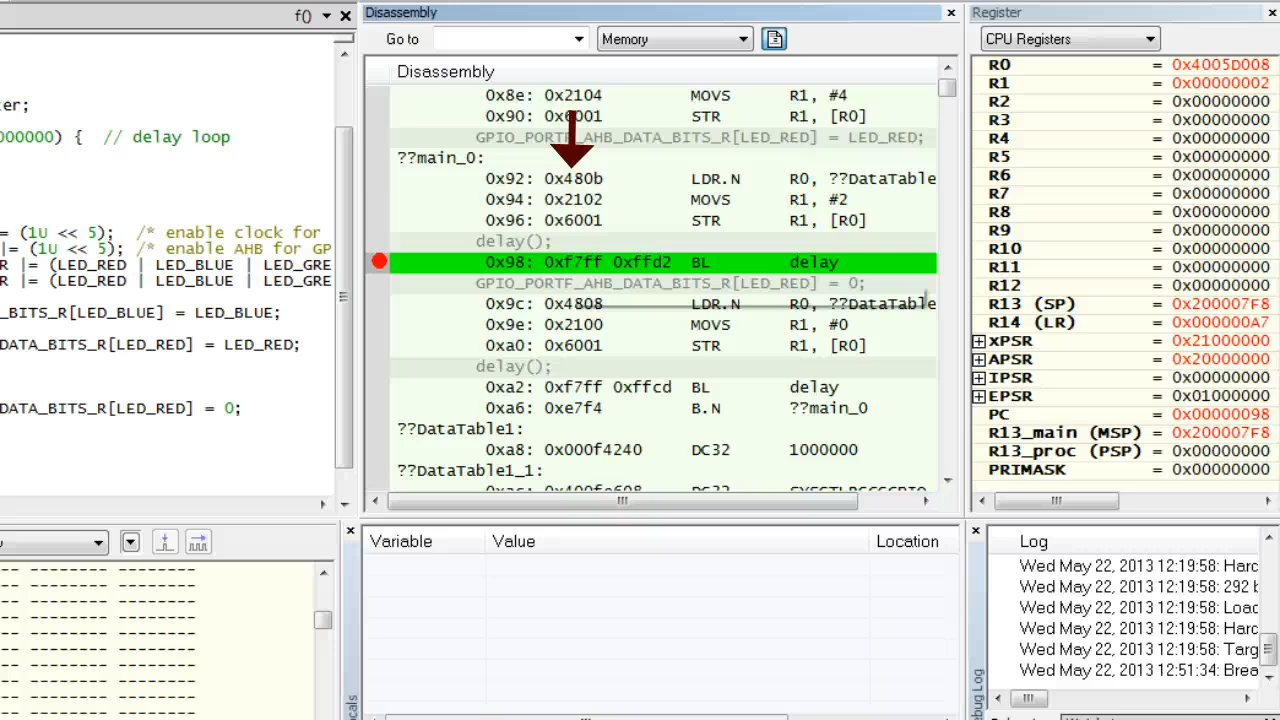 f()
er;
000000) {  // delay loop
= (1U << 5);  /* enable clock for
|= (1U << 5); /* enable AHB for GP
R |= (LED_RED | LED_BLUE | LED_GRE
R |= (LED_RED | LED_BLUE | LED_GRE
_BITS_R[LED_BLUE] = LED_BLUE;
DATA_BITS_R[LED_RED] = LED_RED;
DATA_BITS_R[LED_RED] = 0;
Disassembly
Go to
Memory
Disassembly
0x8e: 0x2104 MOVS R1, #4
0x90: 0x6001 STR R1, [R0]
GPIO_PORTF_AHB_DATA_BITS_R[LED_RED] = LED_RED;
??main_0:
0x92: 0x480b LDR.N R0, ??DataTable
0x94: 0x2102 MOVS R1, #2
0x96: 0x6001 STR R1, [R0]
delay();
0x98: 0xf7ff 0xffd2 BL delay
GPIO_PORTF_AHB_DATA_BITS_R[LED_RED] = 0;
0x9c: 0x4808 LDR.N R0, ??DataTable
0x9e: 0x2100 MOVS R1, #0
0xa0: 0x6001 STR R1, [R0]
delay();
0xa2: 0xf7ff 0xffcd BL delay
0xa6: 0xe7f4 B.N ??main_0
??DataTable1:
0xa8: 0x000f4240 DC32 1000000
??DataTable1_1:
Register
CPU Registers
R0 = 0x4005D008
R1 = 0x00000002
R2 = 0x00000000
R3 = 0x00000000
R4 = 0x00000000
R5 = 0x00000000
R6 = 0x00000000
R7 = 0x00000000
R8 = 0x00000000
R9 = 0x00000000
R10 = 0x00000000
R11 = 0x00000000
R12 = 0x00000000
R13 (SP) = 0x200007F8
R14 (LR) = 0x000000A7
xPSR = 0x21000000
APSR = 0x20000000
IPSR = 0x00000000
EPSR = 0x01000000
PC = 0x00000098
R13_main (MSP) = 0x200007F8
R13_proc (PSP) = 0x00000000
PRIMASK = 0x00000000
-- -------- --------
-- -------- --------
-- -------- --------
-- -------- --------
-- -------- --------
-- -------- --------
-- -------- --------
-- -------- --------
-- -------- --------
-- -------- --------
ocals
Variable Value Location
ebug Log
Log
Wed May 22, 2013 12:19:58: Harc
Wed May 22, 2013 12:19:58: 292 b
Wed May 22, 2013 12:19:58: Loac
Wed May 22, 2013 12:19:58: Harc
Wed May 22, 2013 12:19:58: Targ
Wed May 22, 2013 12:51:34: Brea